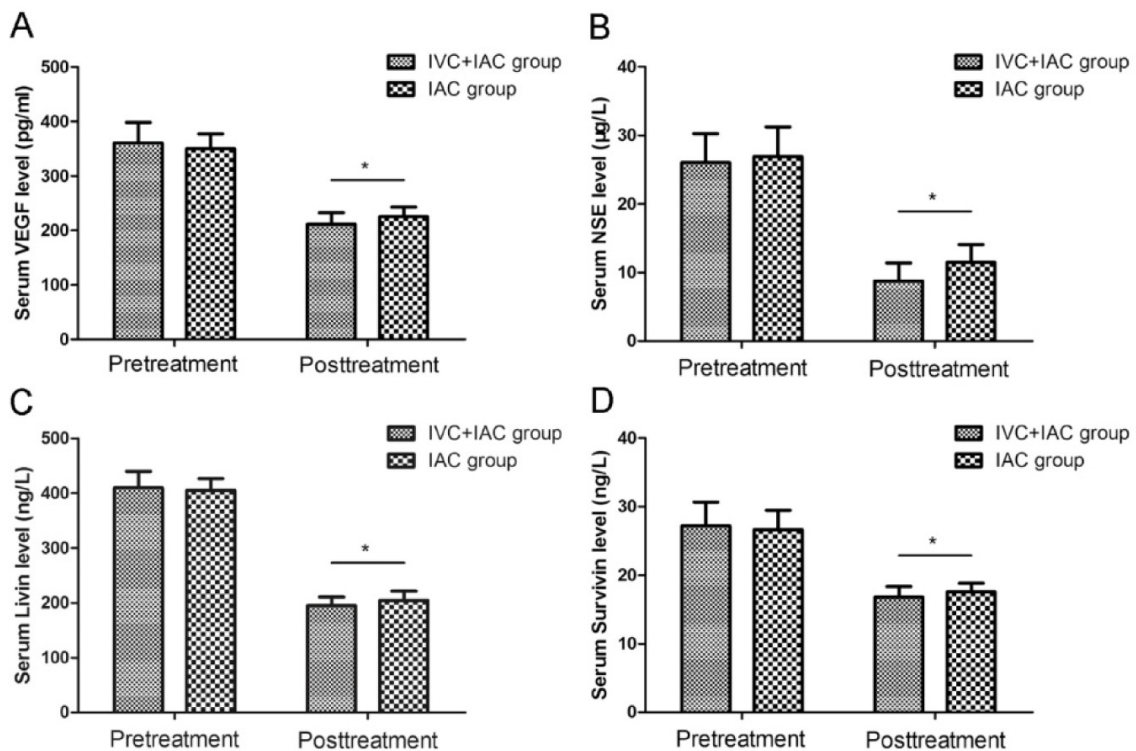 A
IVC+IAC group
IAC group
Serum VEGF level (pg/ml)
500
400
300
200
100
0
*
Pretreatment
Posttreatment
B
IVC+IAC group
IAC group
Serum NSE level (μg/L)
40
30
20
10
0
*
Pretreatment
Posttreatment
C
IVC+IAC group
IAC group
Serum Livin level (ng/L)
500
400
300
200
100
0
*
Pretreatment
Posttreatment
D
IVC+IAC group
IAC group
Serum Survivin level (ng/L)
40
30
20
10
0
*
Pretreatment
Posttreatment